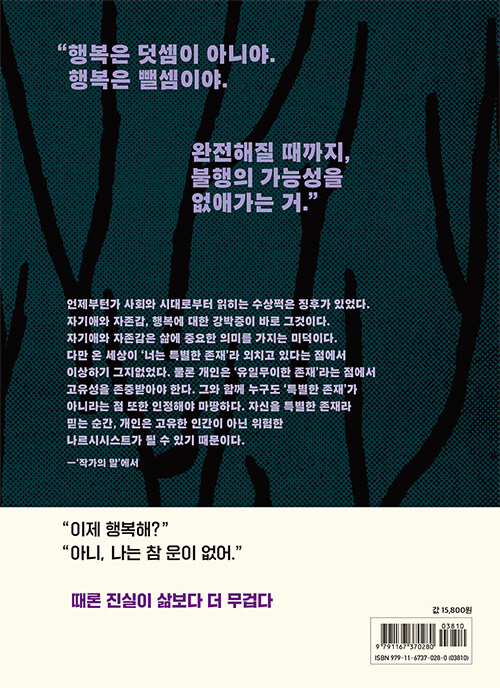 “행복은 덧셈이 아니야.
행복은 뺄셈이야.
완전해질 때까지,
불행의 가능성을
없애가는 거.”
언제부턴가 사회와 시대로부터 읽히는 수상쩍은 징후가 있었다.
자기애와 자존감, 행복에 대한 강박증이 바로 그것이다.
자기애와 자존감은 삶에 중요한 의미를 가지는 미덕이다.
다만 온 세상이 ‘너는 특별한 존재’라 외치고 있다는 점에서
이상하기 그지없었다. 물론 개인은 ‘유일무이한 존재’라는 점에서
고유성을 존중받아야 한다. 그와 함께 누구도 ‘특별한 존재’가
아니라는 점 또한 인정해야 마땅하다. 자신을 특별한 존재라
믿는 순간, 개인은 고유한 인간이 아닌 위험한
나르시시스트가 될 수 있기 때문이다.
—‘작가의 말’에서
“이제 행복해?”
“아니, 나는 참 운이 없어.”
때론 진실이 삶보다 더 무겁다
값 15,800원
03810
9 791167 370280
ISBN 979-11-6737-028-0 (03810)